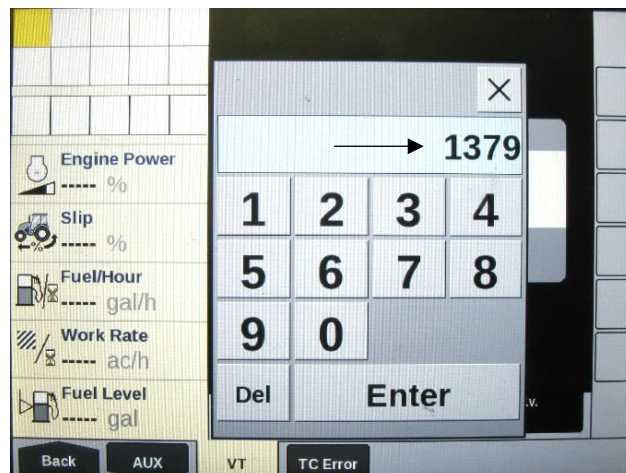 Engine Power
----- %
Slip
----- %
Fuel/Hour
----- gal/h
Work Rate
----- ac/h
Fuel Level
----- gal
1379
1 2 3 4
5 6 7 8
9 0
Del Enter
.v.
Back AUX VT TC Error